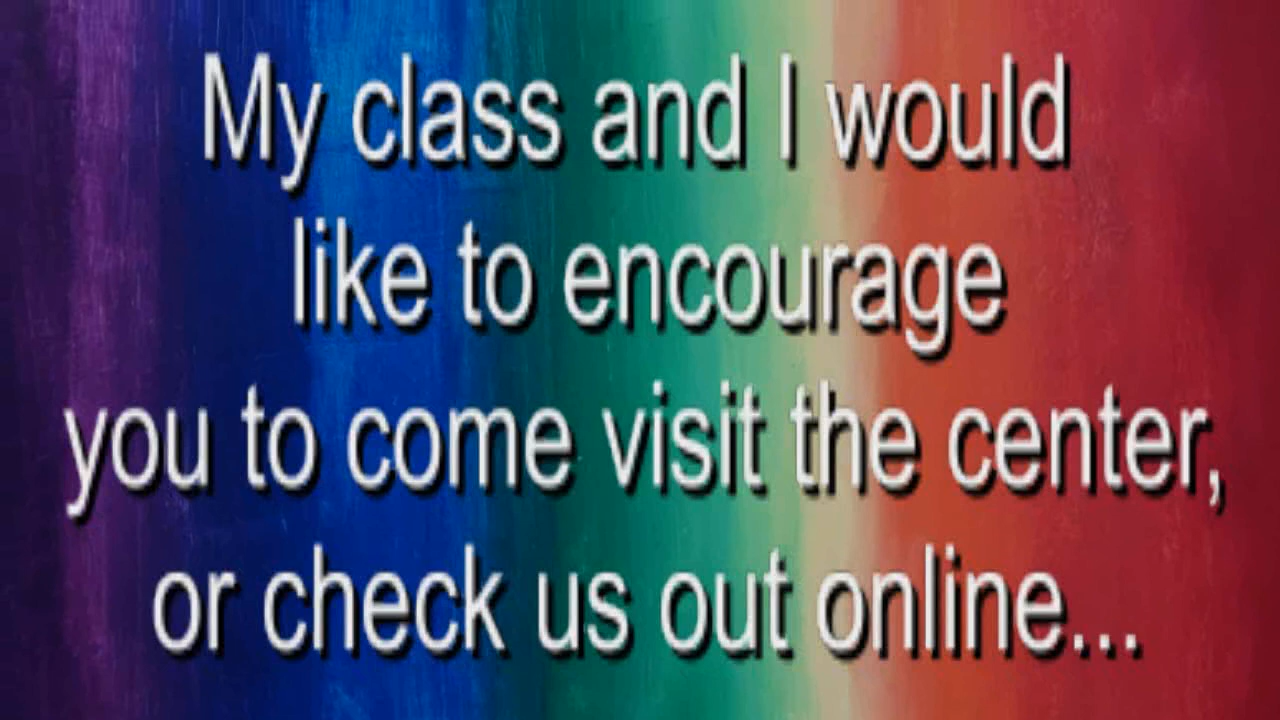 My class and I would
like to encourage
you to come visit the center,
or check us out online...